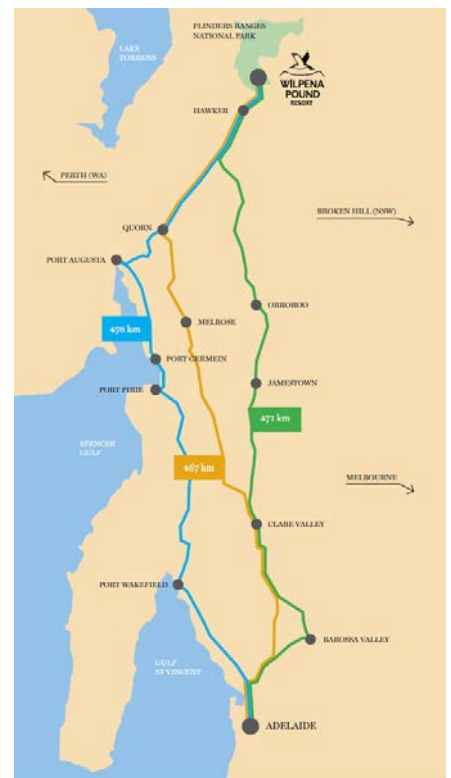 FLINDERS RANGES
NATIONAL PARK
LAKE
TORRENS
WILPENA
POUND
RESORT
HAWKER
PERTH (WA)
BROKEN HILL (NSW)
QUORN
PORT AUGUSTA
ORROROO
478 km
MELROSE
PORT GERMEIN
JAMESTOWN
PORT PIRIE
471 km
SPENCER
GULF
467 km
MELBOURNE
CLARE VALLEY
PORT WAKEFIELD
BAROSSA VALLEY
GULF
ST VINCENT
ADELAIDE